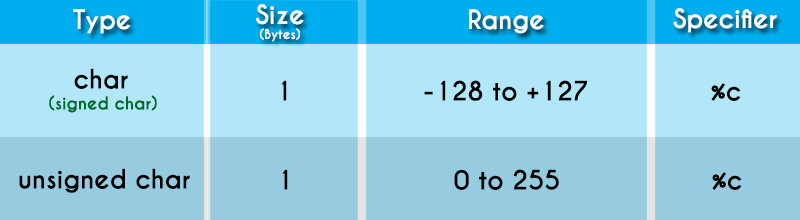 Type Size Range Specifier
(Bytes)
char 1 -128 to +127 %c
(signed char)
unsigned char 1 0 to 255 %c